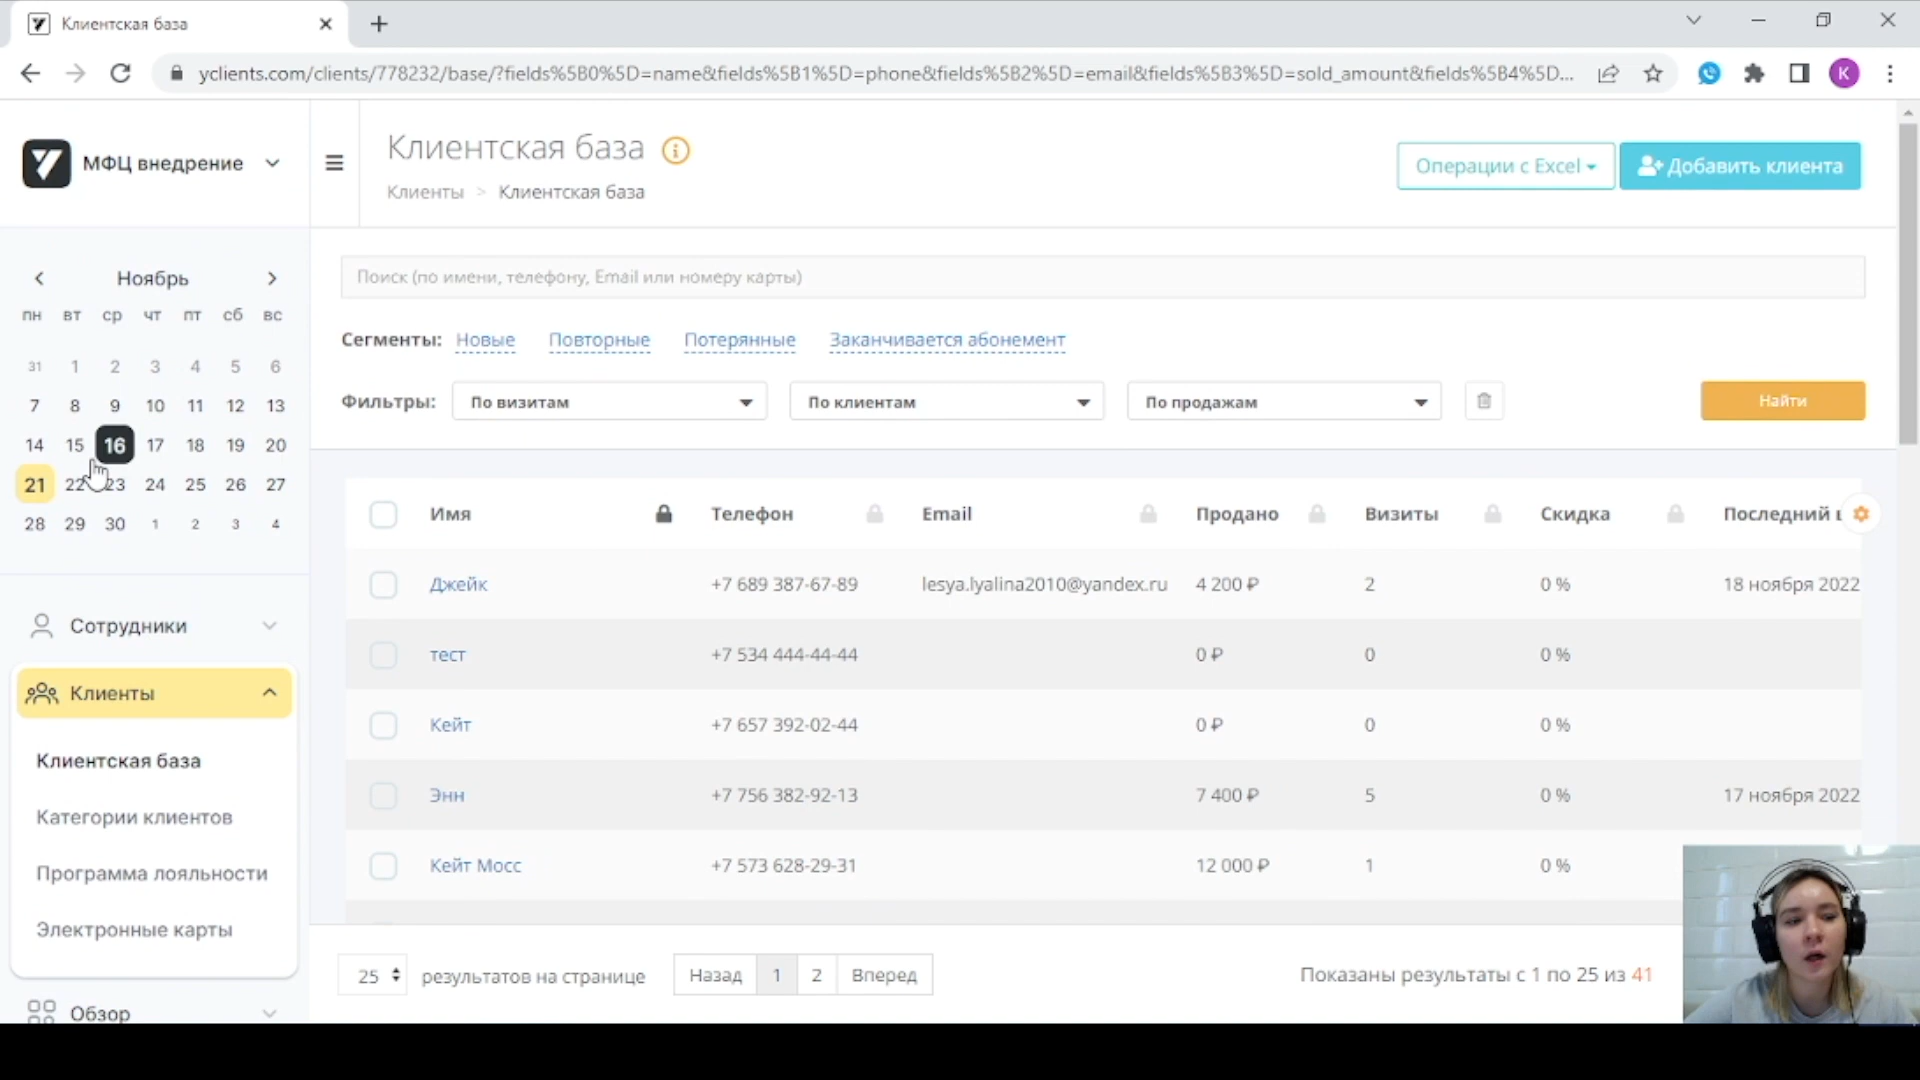 Клиентская база
yclients.com/clients/778232/base/?fields%5B0%5D=name&fields%5B1%5D=phone&fields%5B2%5D=email&fields%5B3%5D=sold_amount&fields%5B4%5D...
K
МФЦ внедрение
Клиентская база
Клиенты > Клиентская база
Операции с Excel
Добавить клиента
Ноябрь
пн вт ср чт пт сб вс
31 1 2 3 4 5 6
7 8 9 10 11 12 13
14 15 16 17 18 19 20
21 22 23 24 25 26 27
28 29 30 1 2 3 4
Сотрудники
Клиенты
Клиентская база
Категории клиентов
Программа лояльности
Электронные карты
Обзор
Поиск (по имени, телефону, Email или номеру карты)
Сегменты: Новые Повторные Потерянные Заканчивается абонемент
Фильтры: По визитам По клиентам По продажам Найти
Имя Телефон Email Продано Визиты Скидка Последний
Джейк +7 689 387-67-89 lesya.lyalina2010@yandex.ru 4 200 ₽ 2 0 % 18 ноября 2022
тест +7 534 444-44-44 0 ₽ 0 0 %
Кейт +7 657 392-02-44 0 ₽ 0 0 %
Энн +7 756 382-92-13 7 400 ₽ 5 0 % 17 ноября 2022
Кейт Мосс +7 573 628-29-31 12 000 ₽ 1 0 %
25 результатов на странице Назад 1 2 Вперед Показаны результаты с 1 по 25 из 41